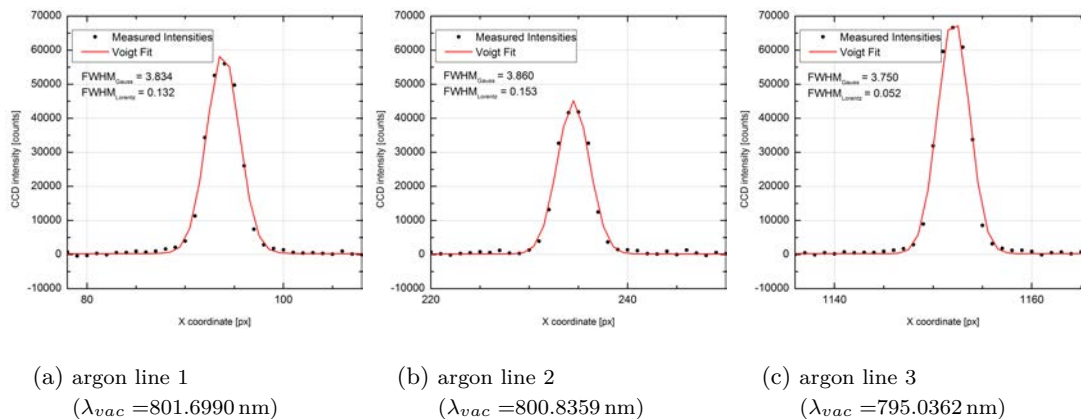 70000
60000
50000
40000
30000
20000
10000
0
-10000
CCD intensity [counts]
Measured Intensities
Voigt Fit
FWHM_Gauss = 3.834
FWHM_Lorentz = 0.132
80
100
X coordinate [px]
70000
60000
50000
40000
30000
20000
10000
0
-10000
CCD intensity [counts]
Measured Intensities
Voigt Fit
FWHM_Gauss = 3.860
FWHM_Lorentz = 0.153
220
240
X coordinate [px]
70000
60000
50000
40000
30000
20000
10000
0
-10000
CCD intensity [counts]
Measured Intensities
Voigt Fit
FWHM_Gauss = 3.750
FWHM_Lorentz = 0.052
1140
1160
X coordinate [px]
(a) argon line 1
(λ_vac =801.6990 nm)
(b) argon line 2
(λ_vac =800.8359 nm)
(c) argon line 3
(λ_vac =795.0362 nm)